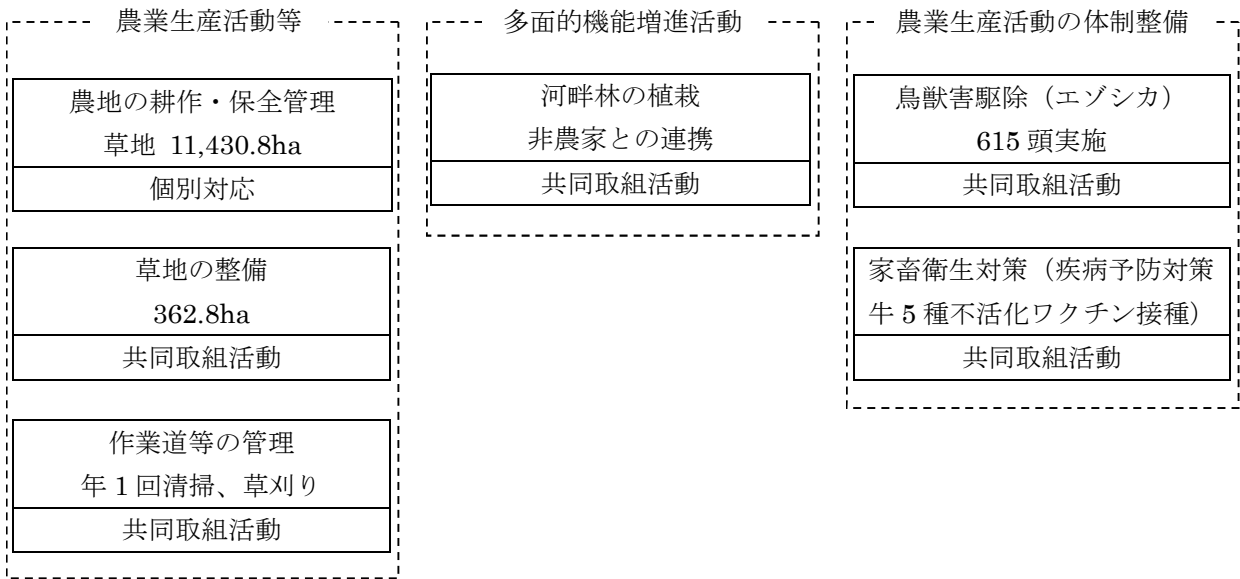 農業生産活動等
農地の耕作・保全管理
草地 11,430.8ha
個別対応
草地の整備
362.8ha
共同取組活動
作業道等の管理
年 1 回清掃、草刈り
共同取組活動
多面的機能増進活動
河畔林の植栽
非農家との連携
共同取組活動
農業生産活動の体制整備
鳥獣害駆除（エゾシカ）
615 頭実施
共同取組活動
家畜衛生対策（疾病予防対策
牛 5 種不活化ワクチン接種）
共同取組活動